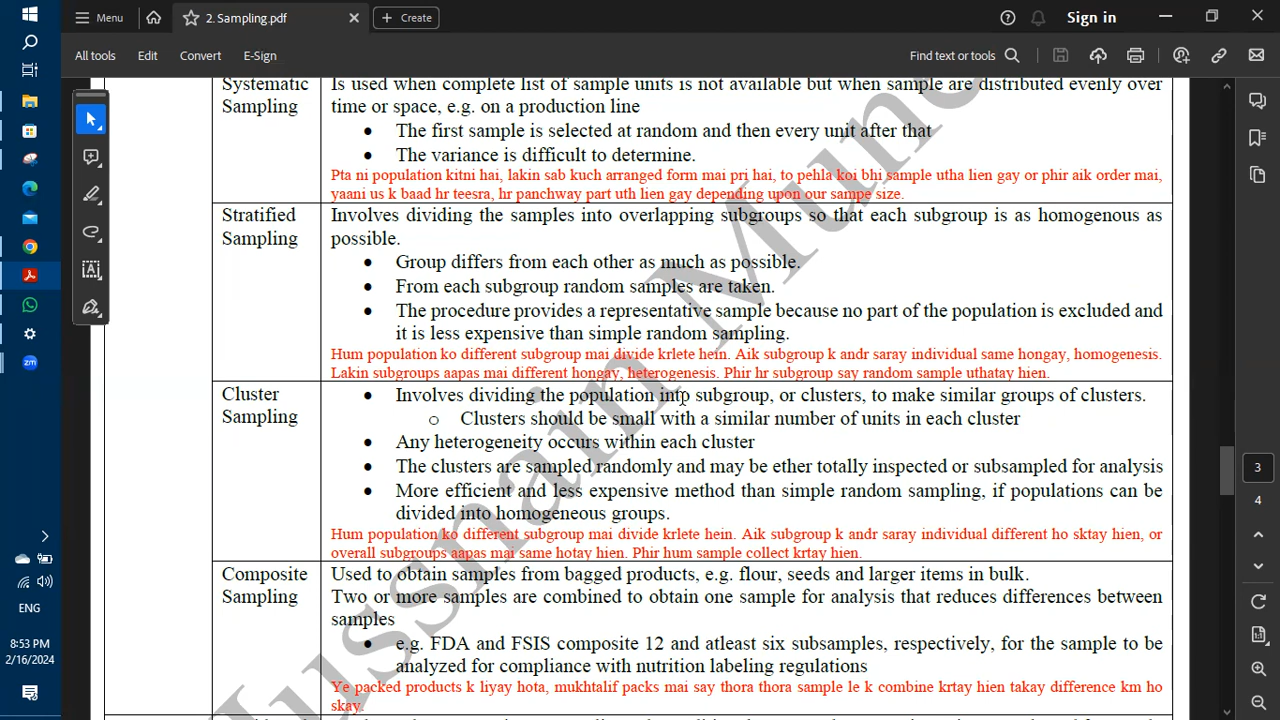 Menu
2. Sampling.pdf
Create
Sign in
All tools
Edit
Convert
E-Sign
Find text or tools
Systematic
Sampling
Is used when complete list of sample units is not available but when sample are distributed evenly over
time or space, e.g. on a production line
• The first sample is selected at random and then every unit after that
• The variance is difficult to determine.
Pta ni population kitni hai, lakin sab kuch arranged form mai pri hai, to pehla koi bhi sample utha lien gay or phir aik order mai,
yaani us k baad hr teesra, hr panchway part uth lien gay depending upon our sampe size.
Stratified
Sampling
Involves dividing the samples into overlapping subgroups so that each subgroup is as homogenous as
possible.
• Group differs from each other as much as possible.
• From each subgroup random samples are taken.
• The procedure provides a representative sample because no part of the population is excluded and
it is less expensive than simple random sampling.
Hum population ko different subgroup mai divide krlete hein. Aik subgroup k andr saray individual same hongay, homogenesis.
Lakin subgroups aapas mai different hongay, heterogenesis. Phir hr subgroup say random sample uthatay hien.
Cluster
Sampling
• Involves dividing the population into subgroup, or clusters, to make similar groups of clusters.
o Clusters should be small with a similar number of units in each cluster
• Any heterogeneity occurs within each cluster
• The clusters are sampled randomly and may be ether totally inspected or subsampled for analysis
• More efficient and less expensive method than simple random sampling, if populations can be
divided into homogeneous groups.
Hum population ko different subgroup mai divide krlete hein. Aik subgroup k andr saray individual different ho sktay hien, or
overall subgroups aapas mai same hotay hien. Phir hum sample collect krtay hien.
Composite
Sampling
Used to obtain samples from bagged products, e.g. flour, seeds and larger items in bulk.
Two or more samples are combined to obtain one sample for analysis that reduces differences between
samples
• e.g. FDA and FSIS composite 12 and atleast six subsamples, respectively, for the sample to be
analyzed for compliance with nutrition labeling regulations
Ye packed products k liyay hota, mukhtalif packs mai say thora thora sample le k combine krtay hien takay difference km ho
skay.
3
4
ENG
8:53 PM
2/16/2024